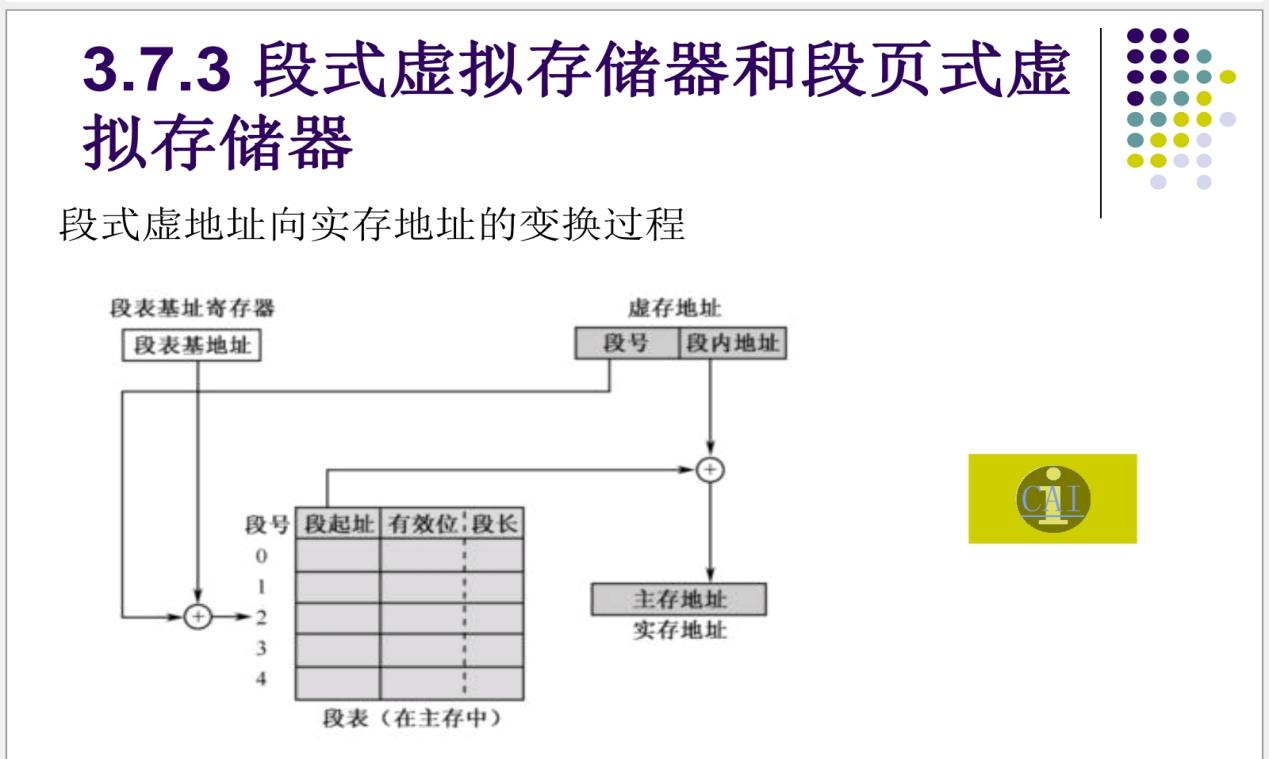 3.7.3 段式虚拟存储器和段页式虚
拟存储器
段式虚地址向实存地址的变换过程
段表基址寄存器
段表基地址
虚存地址
段号 段内地址
+
CAI
段号 段起址 有效位 段长
0
1
+ 2
3
4
段表（在主存中）
主存地址
实存地址